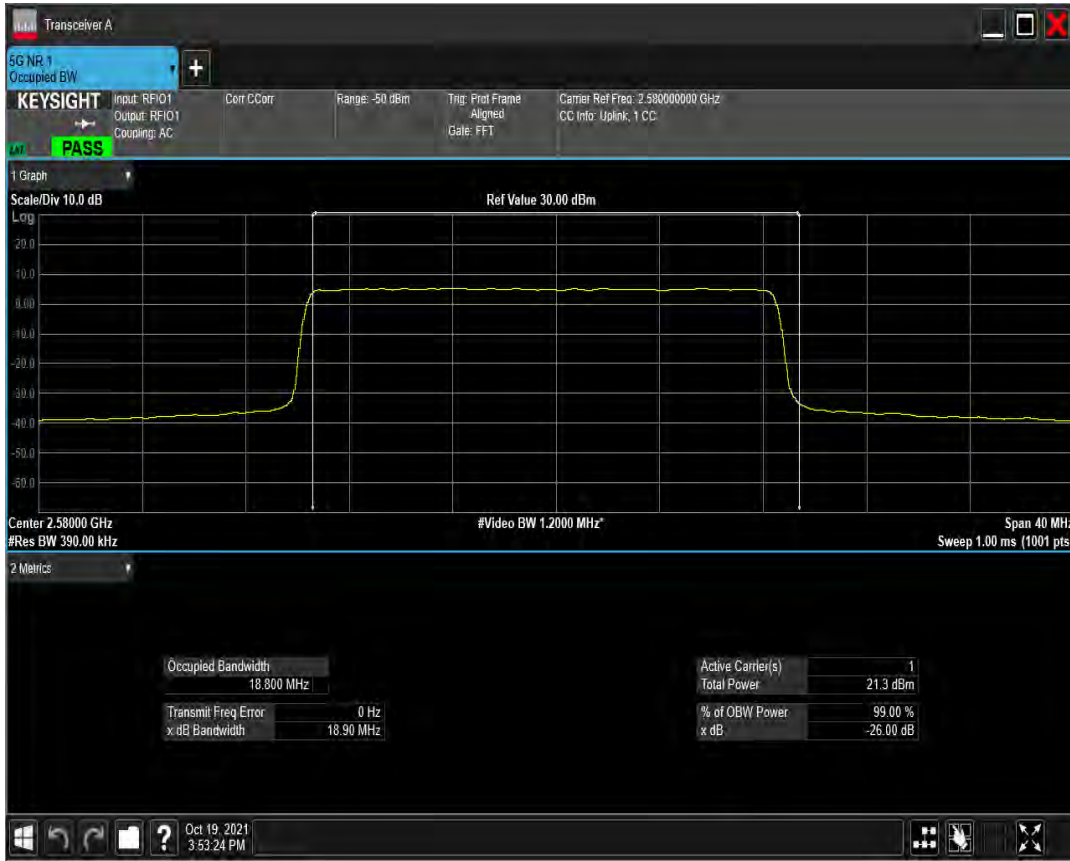 Transceiver A
5G NR 1
Occupied BW
+
KEYSIGHT
Input: RFIO1
Output: RFIO1
Coupling: AC
Corr CCorr
Range: -50 dBm
Trig: Prot Frame
Aligned
Gate: FFT
Carrier Ref Freq: 2.580000000 GHz
CC Info: Uplink, 1 CC
PASS
1 Graph
Scale/Div 10.0 dB
Ref Value 30.00 dBm
Log
20.0
10.0
0.00
-10.0
-20.0
-30.0
-40.0
-50.0
-60.0
Center 2.58000 GHz
#Video BW 1.2000 MHz*
Span 40 MHz
#Res BW 390.00 kHz
Sweep 1.00 ms (1001 pts
2 Metrics
Occupied Bandwidth
18.800 MHz
Transmit Freq Error 0 Hz
x dB Bandwidth 18.90 MHz
Active Carrier(s) 1
Total Power 21.3 dBm
% of OBW Power 99.00 %
x dB -26.00 dB
?
Oct 19, 2021
3:53:24 PM